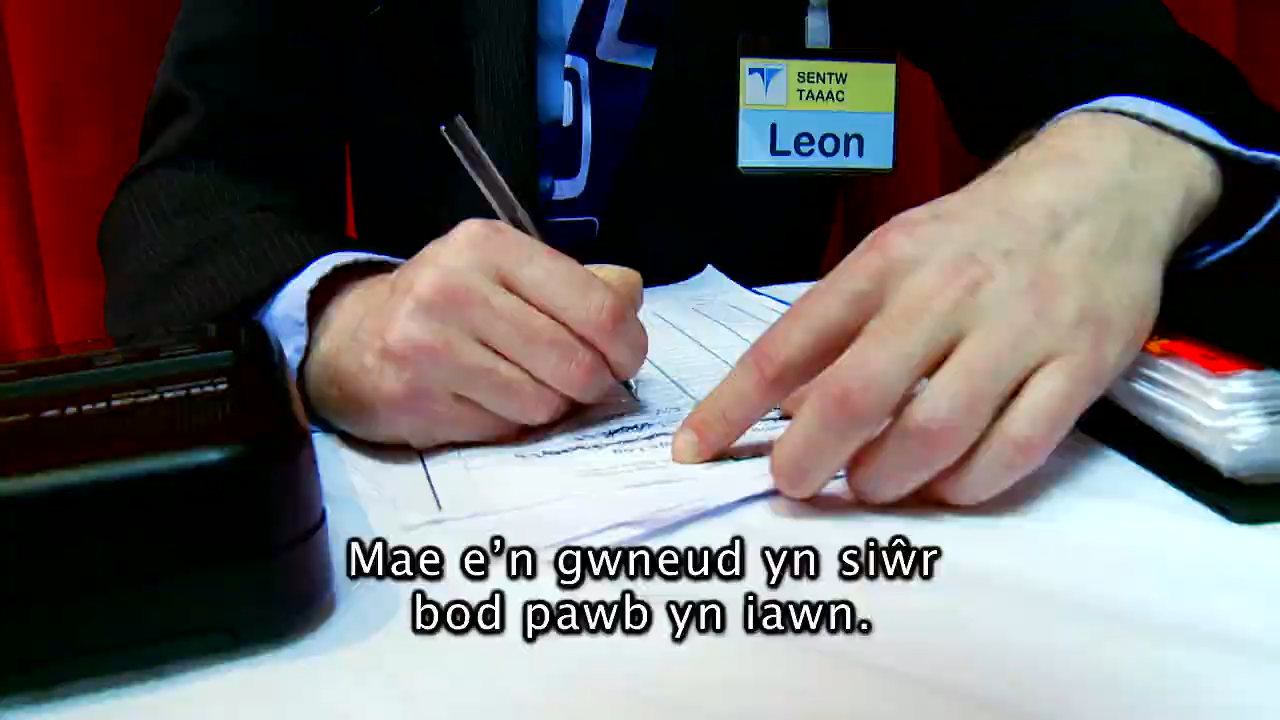 SENTW
TAAAC
Leon
Mae e’n gwneud yn siŵr
bod pawb yn iawn.